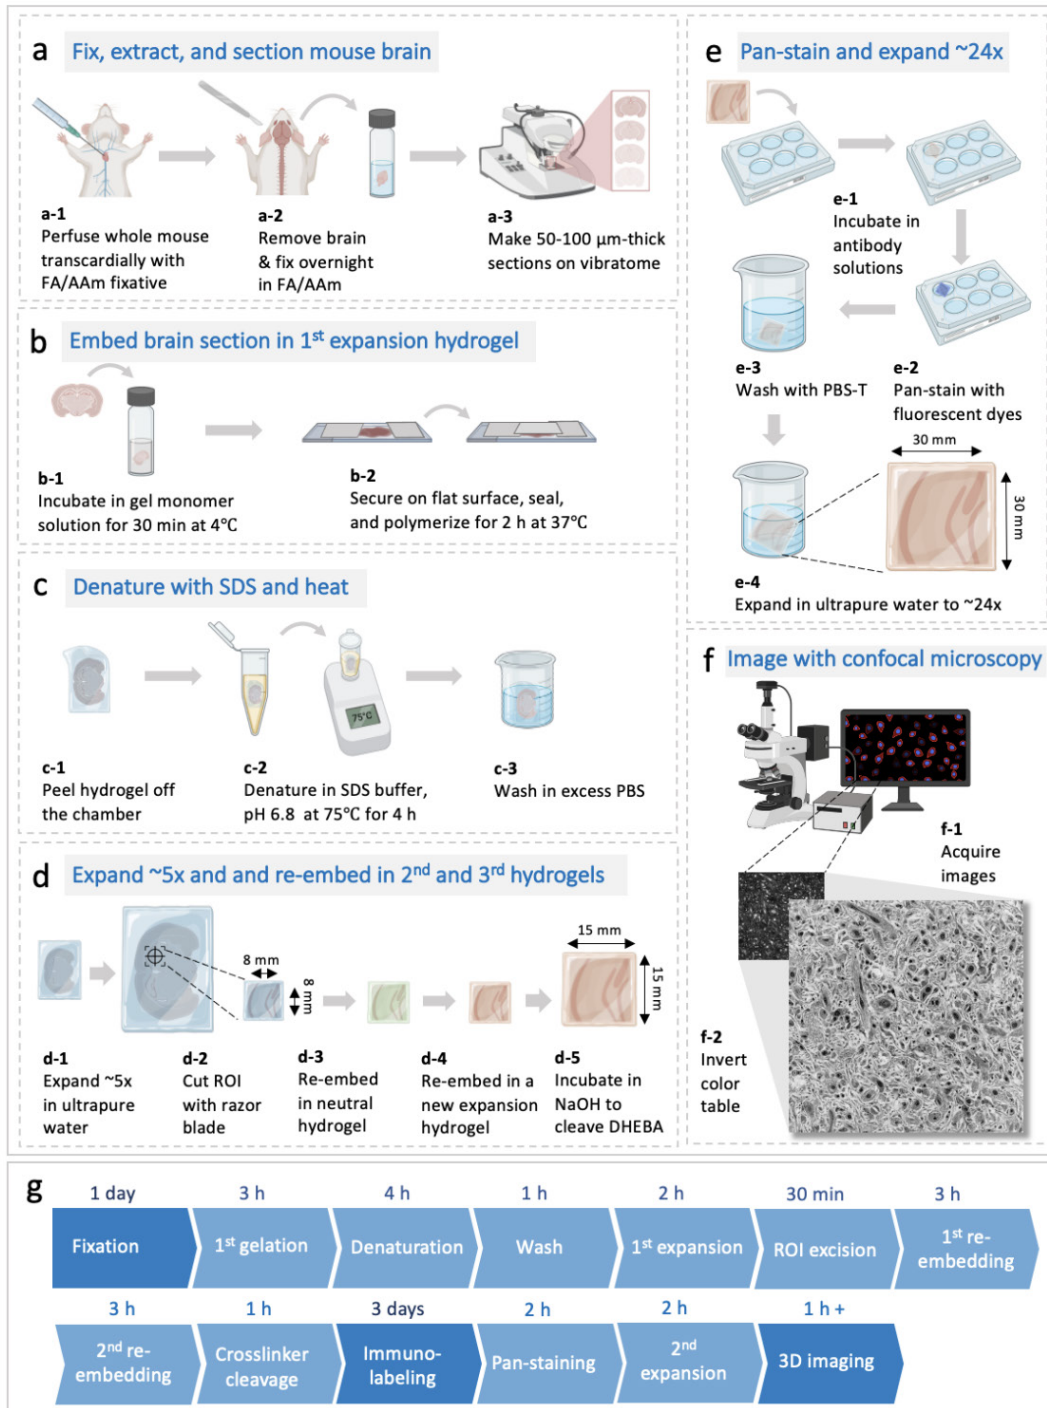 a Fix, extract, and section mouse brain
a-1
Perfuse whole mouse
transcardially with
FA/AAm fixative
a-2
Remove brain
& fix overnight
in FA/AAm
a-3
Make 50-100 µm-thick
sections on vibratome
b Embed brain section in 1st expansion hydrogel
b-1
Incubate in gel monomer
solution for 30 min at 4℃
b-2
Secure on flat surface, seal,
and polymerize for 2 h at 37℃
c Denature with SDS and heat
75℃
c-1
Peel hydrogel off
the chamber
c-2
Denature in SDS buffer,
pH 6.8 at 75℃ for 4 h
c-3
Wash in excess PBS
d Expand ~5x and and re-embed in 2nd and 3rd hydrogels
8 mm
8 mm
15 mm
15 mm
d-1
Expand ~5x
in ultrapure
water
d-2
Cut ROI
with razor
blade
d-3
Re-embed
in neutral
hydrogel
d-4
Re-embed in a
new expansion
hydrogel
d-5
Incubate in
NaOH to
cleave DHEBA
e Pan-stain and expand ~24x
e-1
Incubate in
antibody
solutions
e-2
Pan-stain with
fluorescent dyes
e-3
Wash with PBS-T
30 mm
30 mm
e-4
Expand in ultrapure water to ~24x
f Image with confocal microscopy
f-1
Acquire
images
f-2
Invert
color
table
g
1 day 3 h 4 h 1 h 2 h 30 min 3 h
Fixation 1st gelation Denaturation Wash 1st expansion ROI excision 1st re-
embedding
3 h 1 h 3 days 2 h 2 h 1 h +
2nd re-
embedding
Crosslinker
cleavage
Immuno-
labeling
Pan-staining
2nd
expansion
3D imaging